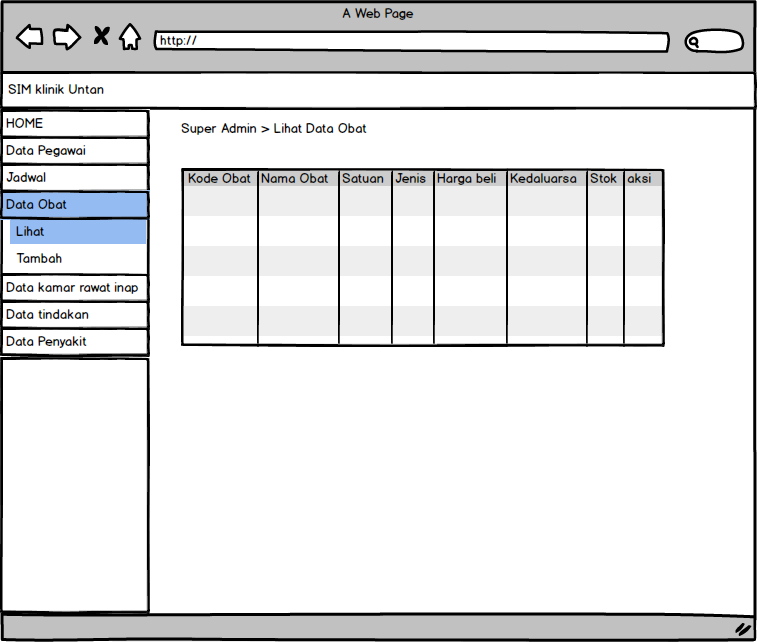 A Web Page
http://
SIM klinik Untan
HOME
Data Pegawai
Jadwal
Data Obat
Lihat
Tambah
Data kamar rawat inap
Data tindakan
Data Penyakit
Super Admin > Lihat Data Obat
Kode Obat Nama Obat Satuan Jenis Harga beli Kedaluarsa Stok aksi